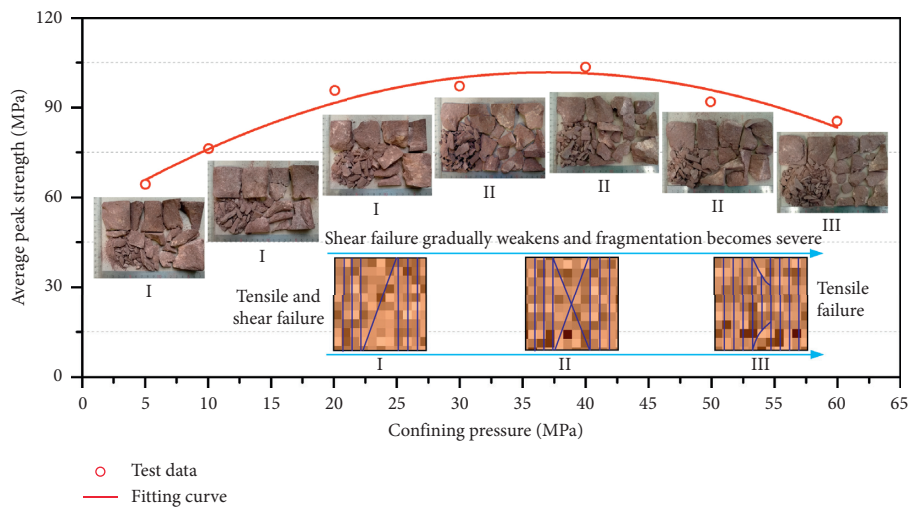 120
90
60
30
0
Average peak strength (MPa)
I
I
I
II
II
II
III
Shear failure gradually weakens and fragmentation becomes severe
Tensile and
shear failure
Tensile
failure
I
II
III
0 5 10 15 20 25 30 35 40 45 50 55 60 65
Confining pressure (MPa)
Test data
Fitting curve